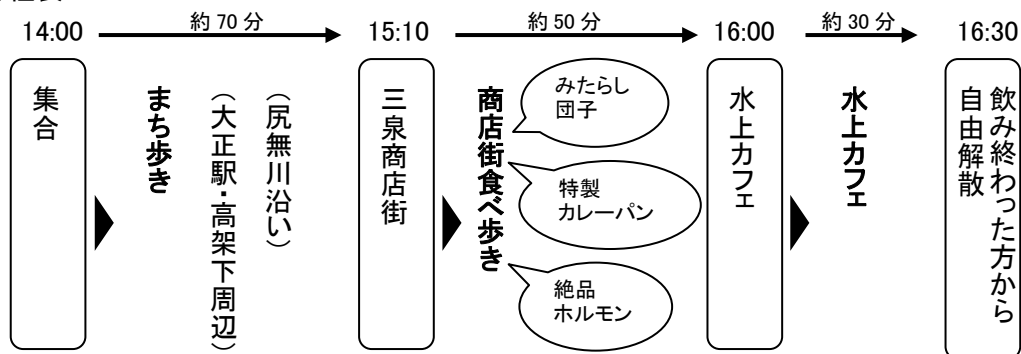 14:00
約70分
15:10
約50分
16:00
約30分
16:30
集合
まち歩き
（尻無川沿い）
（大正駅・高架下周辺）
三泉商店街
商店街食べ歩き
みたらし
団子
特製
カレーパン
絶品
ホルモン
水上カフェ
水上カフェ
飲み終わった方から
自由解散